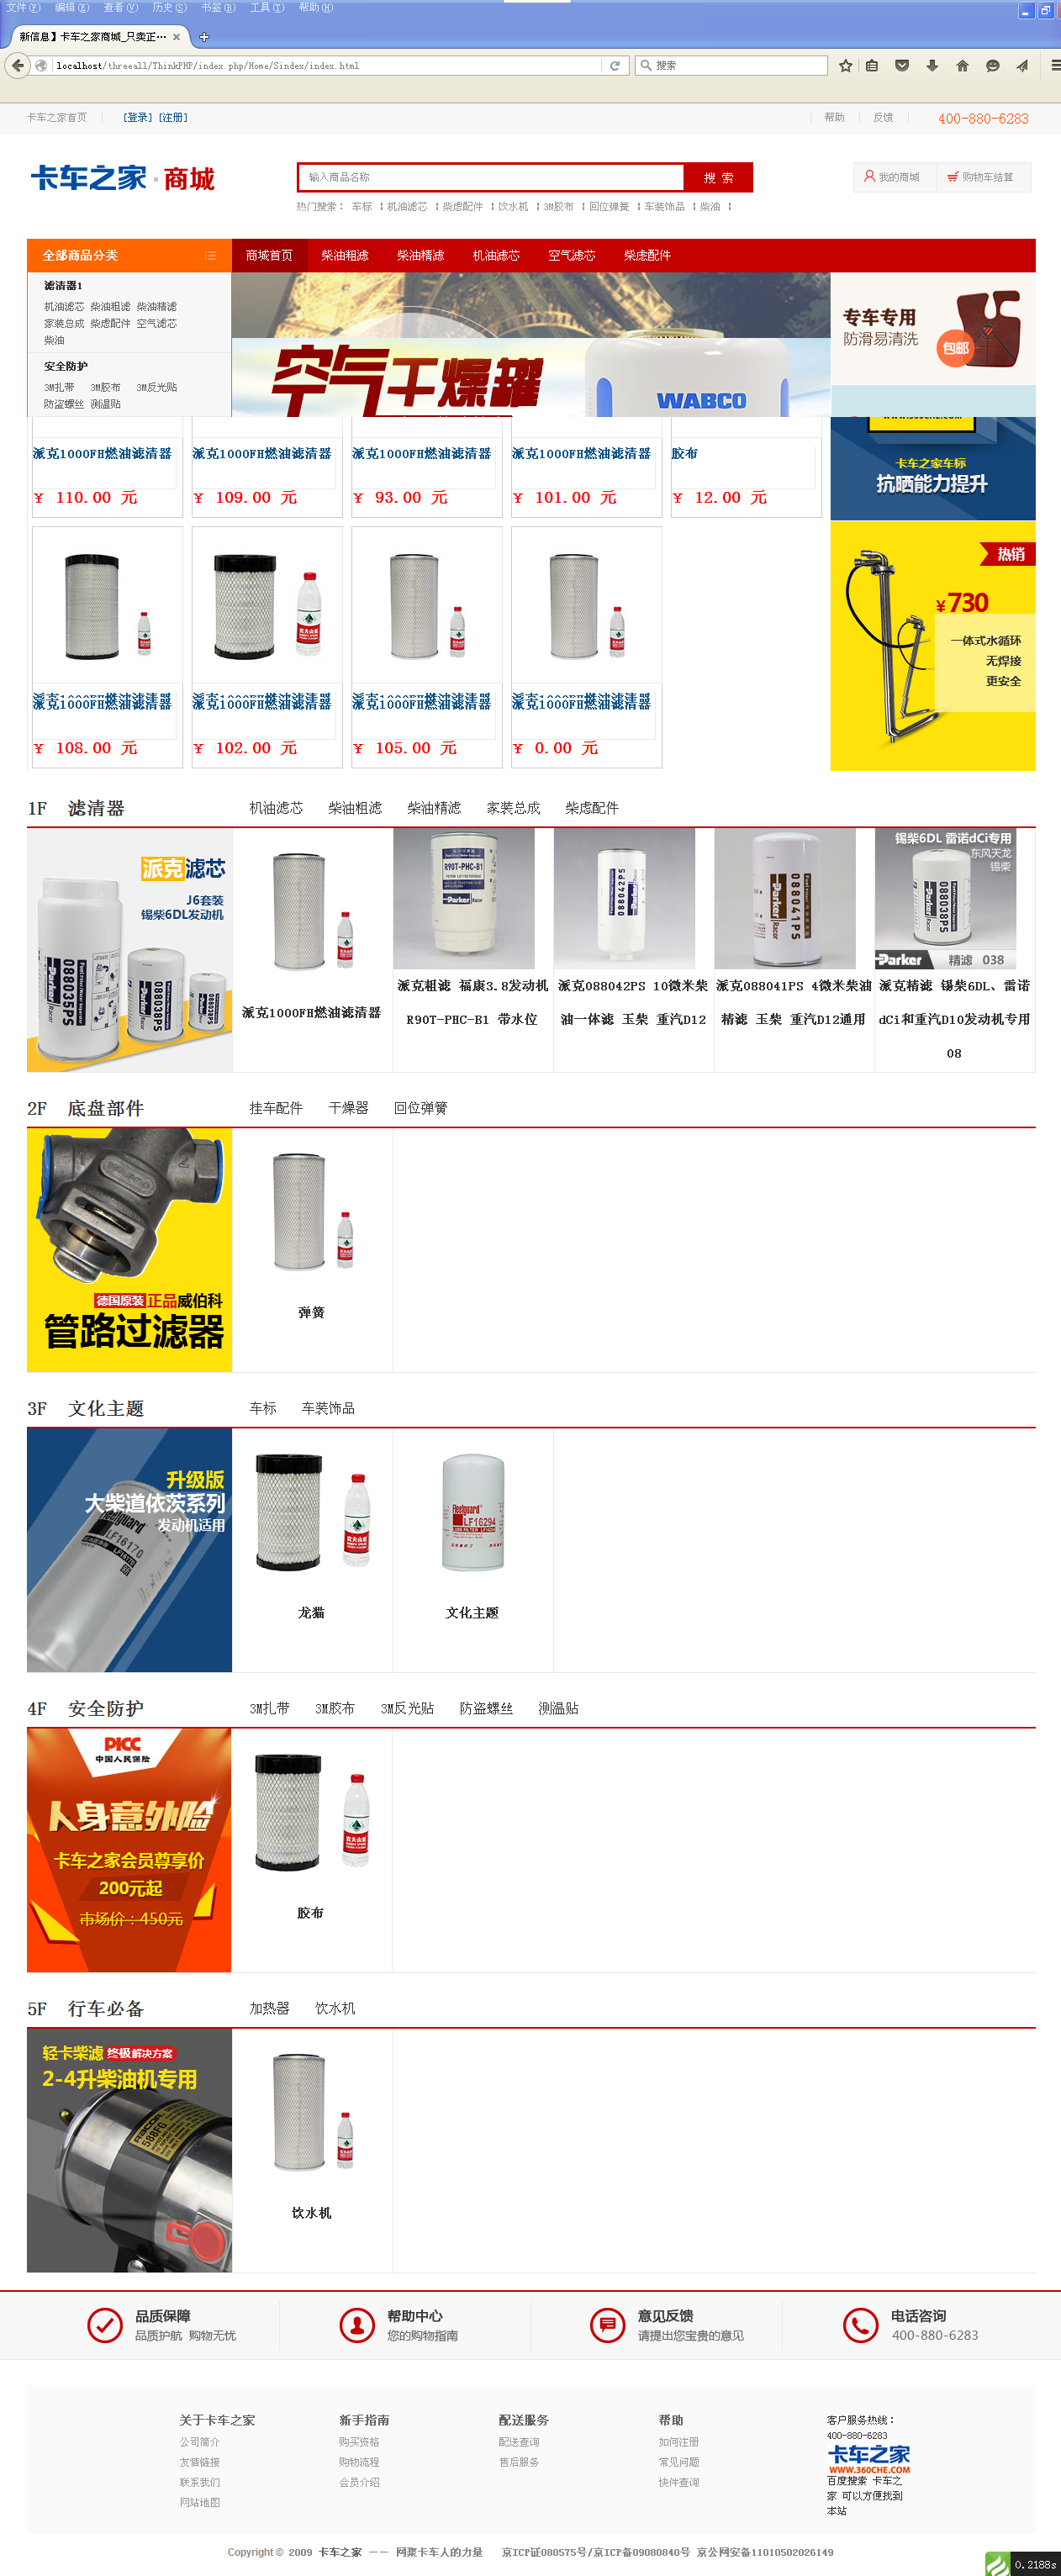 文件(F) 编辑(E) 查看(V) 历史(S) 书签(B) 工具(T) 帮助(H)
新信息】卡车之家商城_只卖正...
localhost/threeall/ThinkPHP/index.php/Home/Sindex/index.html
搜索
卡车之家首页 [登录] [注册] 帮助 反馈 400-880-6283
卡车之家·商城
输入商品名称 搜 索
我的商城 购物车结算
热门搜索： 车标 机油滤芯 柴虑配件 饮水机 3M胶布 回位弹簧 车装饰品 柴油
全部商品分类 商城首页 柴油粗滤 柴油精滤 机油滤芯 空气滤芯 柴虑配件
滤清器1
机油滤芯 柴油粗滤 柴油精滤
家装总成 柴虑配件 空气滤芯
柴油
安全防护
3M扎带 3M胶布 3M反光贴
防盗螺丝 测温贴
空气干燥罐
WABCO
专车专用
防滑易清洗
包邮
卡车之家车标
抗晒能力提升
派克1000FH燃油滤清器 派克1000FH燃油滤清器 派克1000FH燃油滤清器 派克1000FH燃油滤清器 胶布
¥ 110.00 元 ¥ 109.00 元 ¥ 93.00 元 ¥ 101.00 元 ¥ 12.00 元
热销
¥730
一体式水循环
无焊接
更安全
派克1000FH燃油滤清器 派克1000FH燃油滤清器 派克1000FH燃油滤清器 派克1000FH燃油滤清器
¥ 108.00 元 ¥ 102.00 元 ¥ 105.00 元 ¥ 0.00 元
1F 滤清器 机油滤芯 柴油粗滤 柴油精滤 家装总成 柴虑配件
派克滤芯
J6套装
锡柴6DL发动机
088035PS
088038PS
R90T-PHC-B1
Parker Racor
088042PS
088041PS
锡柴6DL 雷诺dCi专用
东风天龙
锡柴
088038PS
Parker 精滤 038
派克1000FH燃油滤清器
派克粗滤 福康3.8发动机
R90T-PHC-B1 带水位
派克088042PS 10微米柴
油一体滤 玉柴 重汽D12
派克088041PS 4微米柴油
精滤 玉柴 重汽D12通用
派克精滤 锡柴6DL、雷诺
dCi和重汽D10发动机专用
08
2F 底盘部件 挂车配件 干燥器 回位弹簧
德国原装正品威伯科
管路过滤器
弹簧
3F 文化主题 车标 车装饰品
升级版
大柴道依茨系列
发动机适用
Fleetguard
LF16170
Fleetguard
LF16294
龙猫 文化主题
4F 安全防护 3M扎带 3M胶布 3M反光贴 防盗螺丝 测温贴
PICC
中国人民保险
人身意外险
卡车之家会员尊享价
200元起
市场价：450元
胶布
5F 行车必备 加热器 饮水机
轻卡柴滤 终极解决方案
2-4升柴油机专用
588FG
饮水机
品质保障 帮助中心 意见反馈 电话咨询
品质护航 购物无忧 您的购物指南 请提出您宝贵的意见 400-880-6283
关于卡车之家 新手指南 配送服务 帮助
公司简介 购买资格 配送查询 如何注册
友情链接 购物流程 售后服务 常见问题
联系我们 会员介绍 快件查询
网站地图
客户服务热线：
400-880-6283
卡车之家
WWW.360CHE.COM
百度搜索 卡车之
家 可以方便找到
本站
Copyright © 2009 卡车之家 -- 网聚卡车人的力量 京ICP证080575号/京ICP备09080840号 京公网安备11010502026149
0.2188s